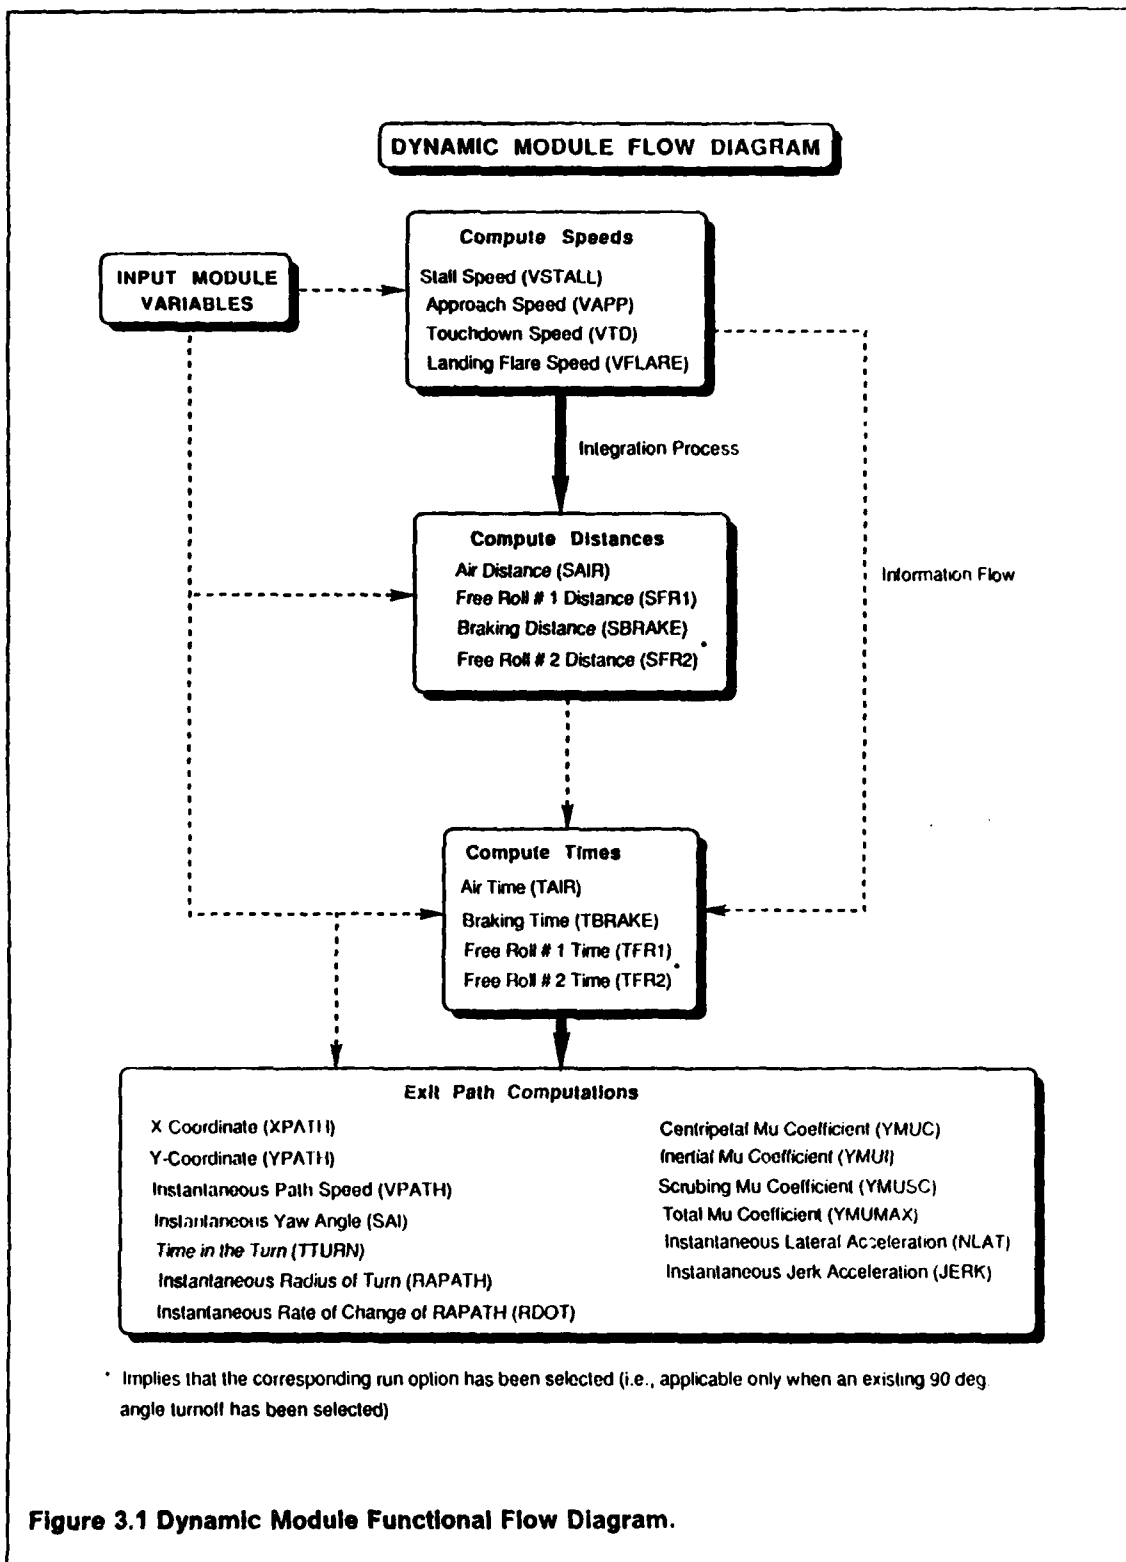 DYNAMIC MODULE FLOW DIAGRAM
INPUT MODULE
VARIABLES
Compute Speeds
Stall Speed (VSTALL)
Approach Speed (VAPP)
Touchdown Speed (VTD)
Landing Flare Speed (VFLARE)
Integration Process
Compute Distances
Air Distance (SAIR)
Free Roll # 1 Distance (SFR1)
Braking Distance (SBRAKE)
Free Roll # 2 Distance (SFR2)*
Information Flow
Compute Times
Air Time (TAIR)
Braking Time (TBRAKE)
Free Roll # 1 Time (TFR1)
Free Roll # 2 Time (TFR2)*
Exit Path Computations
X Coordinate (XPATH)
Y-Coordinate (YPATH)
Instantaneous Path Speed (VPATH)
Instantaneous Yaw Angle (SAI)
Time in the Turn (TTURN)
Instantaneous Radius of Turn (RAPATH)
Instantaneous Rate of Change of RAPATH (RDOT)
Centripetal Mu Coefficient (YMUC)
Inertial Mu Coefficient (YMUI)
Scrubing Mu Coefficient (YMUSC)
Total Mu Coefficient (YMUMAX)
Instantaneous Lateral Acceleration (NLAT)
Instantaneous Jerk Acceleration (JERK)
* Implies that the corresponding run option has been selected (i.e., applicable only when an existing 90 deg.
angle turnoff has been selected)
Figure 3.1 Dynamic Module Functional Flow Diagram.